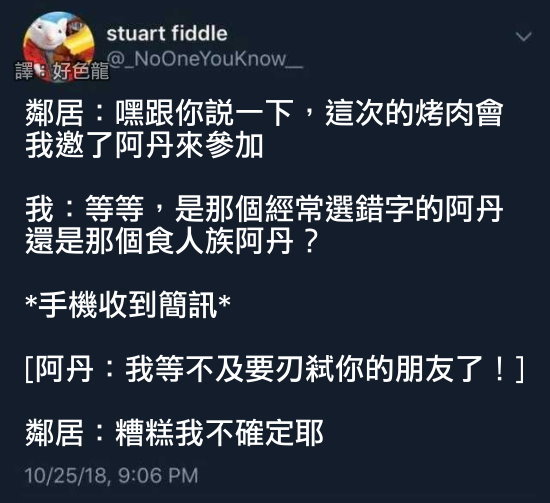 stuart fiddle
@_NoOneYouKnow__
譯：好色龍
鄰居：嘿跟你説一下，這次的烤肉會
我邀了阿丹來參加
我：等等，是那個經常選錯字的阿丹
還是那個食人族阿丹？
*手機收到簡訊*
[阿丹：我等不及要刃弒你的朋友了！]
鄰居：糟糕我不確定耶
10/25/18, 9:06 PM